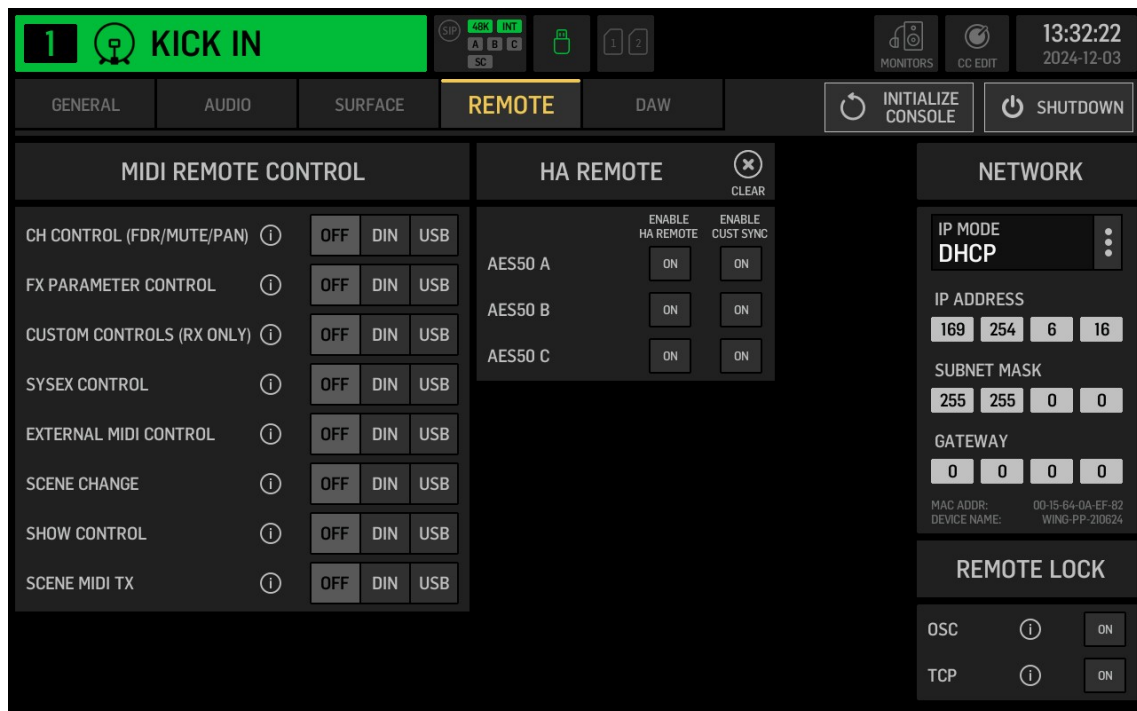 1 KICK IN
SIP 48K INT
A B C
SC
1 2
MONITORS CC EDIT
13:32:22
2024-12-03
GENERAL AUDIO SURFACE REMOTE DAW
INITIALIZE
CONSOLE
SHUTDOWN
MIDI REMOTE CONTROL
CH CONTROL (FDR/MUTE/PAN) i OFF DIN USB
FX PARAMETER CONTROL i OFF DIN USB
CUSTOM CONTROLS (RX ONLY) i OFF DIN USB
SYSEX CONTROL i OFF DIN USB
EXTERNAL MIDI CONTROL i OFF DIN USB
SCENE CHANGE i OFF DIN USB
SHOW CONTROL i OFF DIN USB
SCENE MIDI TX i OFF DIN USB
HA REMOTE
CLEAR
ENABLE ENABLE
HA REMOTE CUST SYNC
AES50 A ON ON
AES50 B ON ON
AES50 C ON ON
NETWORK
IP MODE
DHCP
IP ADDRESS
169 254 6 16
SUBNET MASK
255 255 0 0
GATEWAY
0 0 0 0
MAC ADDR: 00-15-64-0A-EF-82
DEVICE NAME: WING-PP-210624
REMOTE LOCK
OSC i ON
TCP i ON